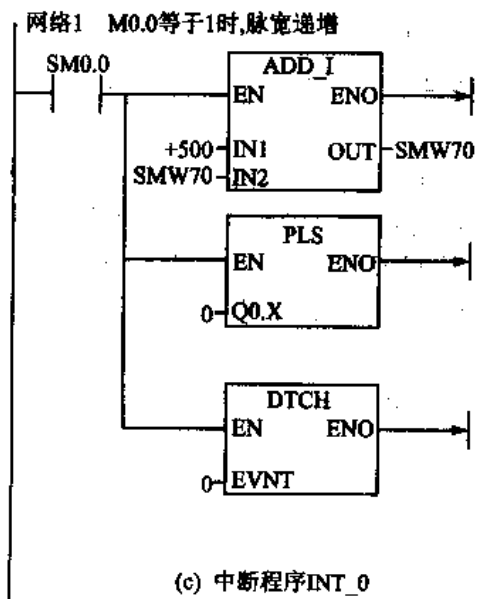 网络1 M0.0等于1时,脉宽递增
SM0.0
ADD_I
EN ENO
+500 IN1 OUT SMW70
SMW70 IN2
PLS
EN ENO
0 Q0.X
DTCH
EN ENO
0 EVNT
(c) 中断程序INT_0